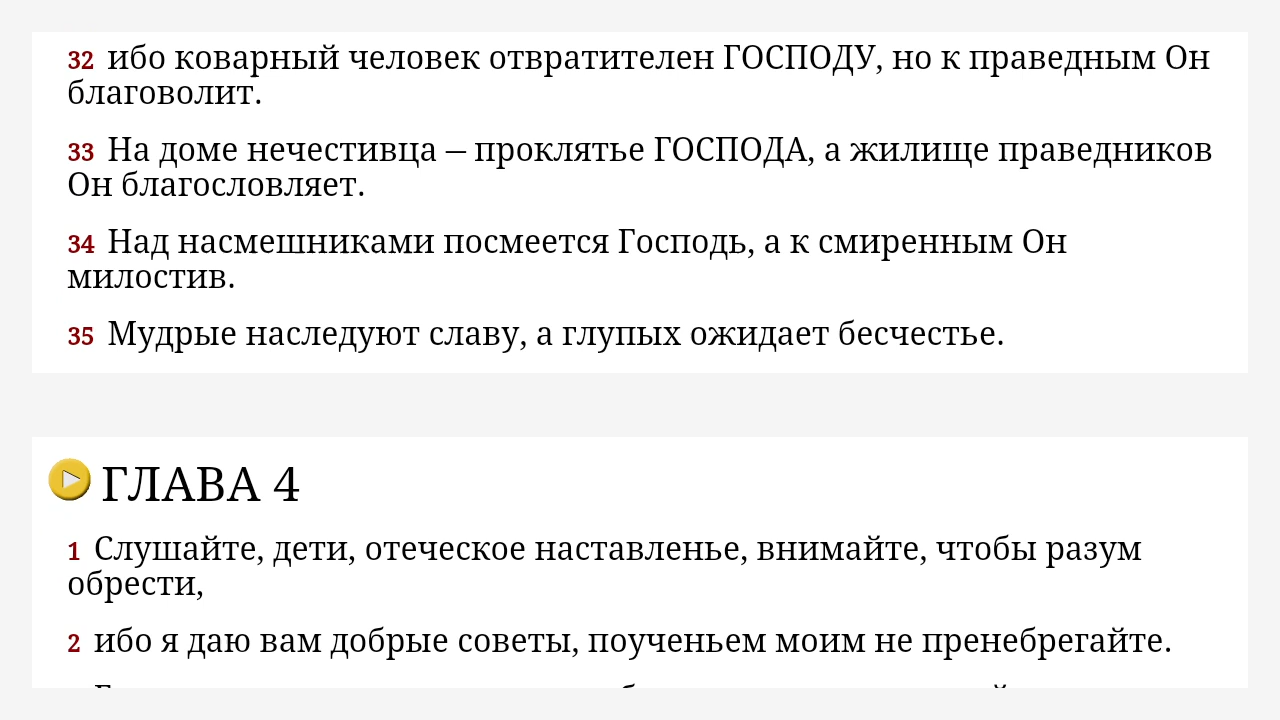 32 ибо коварный человек отвратителен ГОСПОДУ, но к праведным Он
благоволит.
33 На доме нечестивца – проклятье ГОСПОДА, а жилище праведников
Он благословляет.
34 Над насмешниками посмеется Господь, а к смиренным Он
милостив.
35 Мудрые наследуют славу, а глупых ожидает бесчестье.
ГЛАВА 4
1 Слушайте, дети, отеческое наставленье, внимайте, чтобы разум
обрести,
2 ибо я даю вам добрые советы, поученьем моим не пренебрегайте.